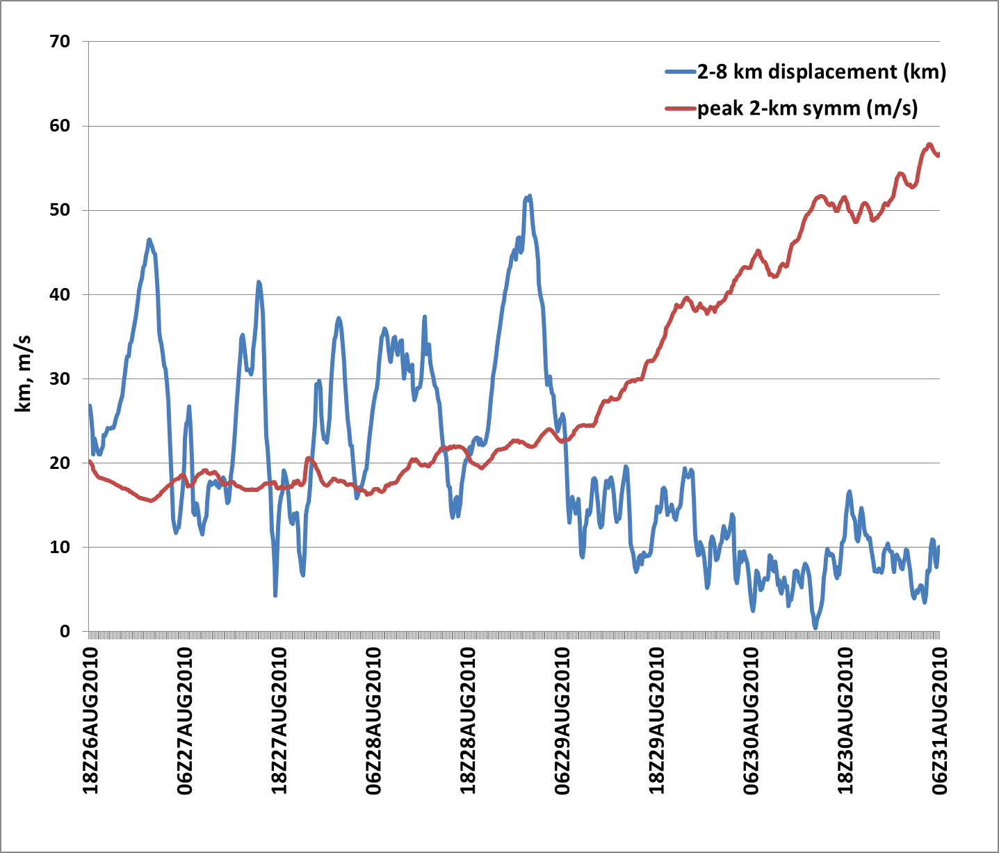 70
2-8 km displacement (km)
peak 2-km symm (m/s)
60
50
40
30
20
10
0
km, m/s
18Z26AUG2010
06Z27AUG2010
18Z27AUG2010
06Z28AUG2010
18Z28AUG2010
06Z29AUG2010
18Z29AUG2010
06Z30AUG2010
18Z30AUG2010
06Z31AUG2010